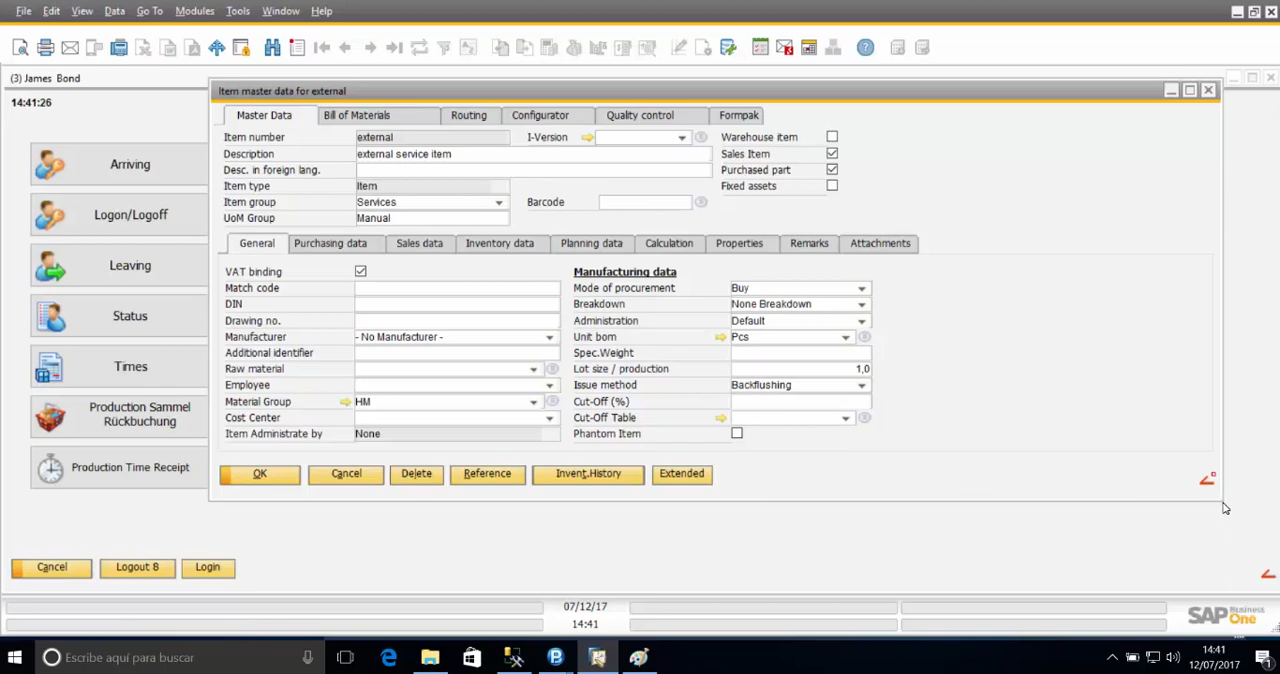 File Edit View Data Go To Modules Tools Window Help
(3) James Bond
14:41:26
Arriving
Logon/Logoff
Leaving
Status
Times
Production Sammel
Rückbuchung
Production Time Receipt
Cancel Logout 8 Login
Item master data for external
Master Data Bill of Materials Routing Configurator Quality control Formpak
Item number external I-Version Warehouse item
Description external service item Sales Item
Desc. in foreign lang. Purchased part
Item type Item Fixed assets
Item group Services Barcode
UoM Group Manual
General Purchasing data Sales data Inventory data Planning data Calculation Properties Remarks Attachments
VAT binding Manufacturing data
Match code Mode of procurement Buy
DIN Breakdown None Breakdown
Drawing no. Administration Default
Manufacturer - No Manufacturer - Unit bom Pcs
Additional identifier Spec.Weight
Raw material Lot size / production 1,0
Employee Issue method Backflushing
Material Group HM Cut-Off (%)
Cost Center Cut-Off Table
Item Administrate by None Phantom Item
OK Cancel Delete Reference Invent.History Extended
07/12/17
14:41
SAP Business One
Escribe aquí para buscar
14:41
12/07/2017
1